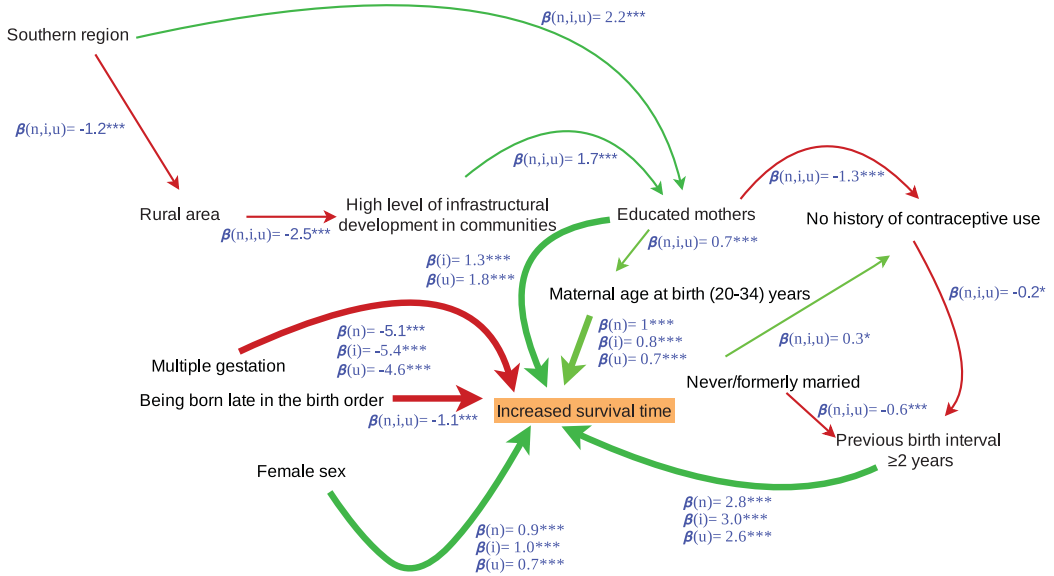 β(n,i,u)= 2.2***
Southern region
β(n,i,u)= -1.2***
β(n,i,u)= 1.7***
β(n,i,u)= -1.3***
Rural area
High level of infrastructural
development in communities
Educated mothers
No history of contraceptive use
β(n,i,u)= -2.5***
β(n,i,u)= 0.7***
β(i)= 1.3***
β(u)= 1.8***
Maternal age at birth (20-34) years
β(n,i,u)= -0.2*
β(n)= 1***
β(i)= 0.8***
β(u)= 0.7***
β(n)= -5.1***
β(i)= -5.4***
β(u)= -4.6***
β(n,i,u)= 0.3*
Multiple gestation
Never/formerly married
Being born late in the birth order
β(n,i,u)= -1.1***
Increased survival time
β(n,i,u)= -0.6***
Previous birth interval
≥2 years
Female sex
β(n)= 2.8***
β(i)= 3.0***
β(u)= 2.6***
β(n)= 0.9***
β(i)= 1.0***
β(u)= 0.7***